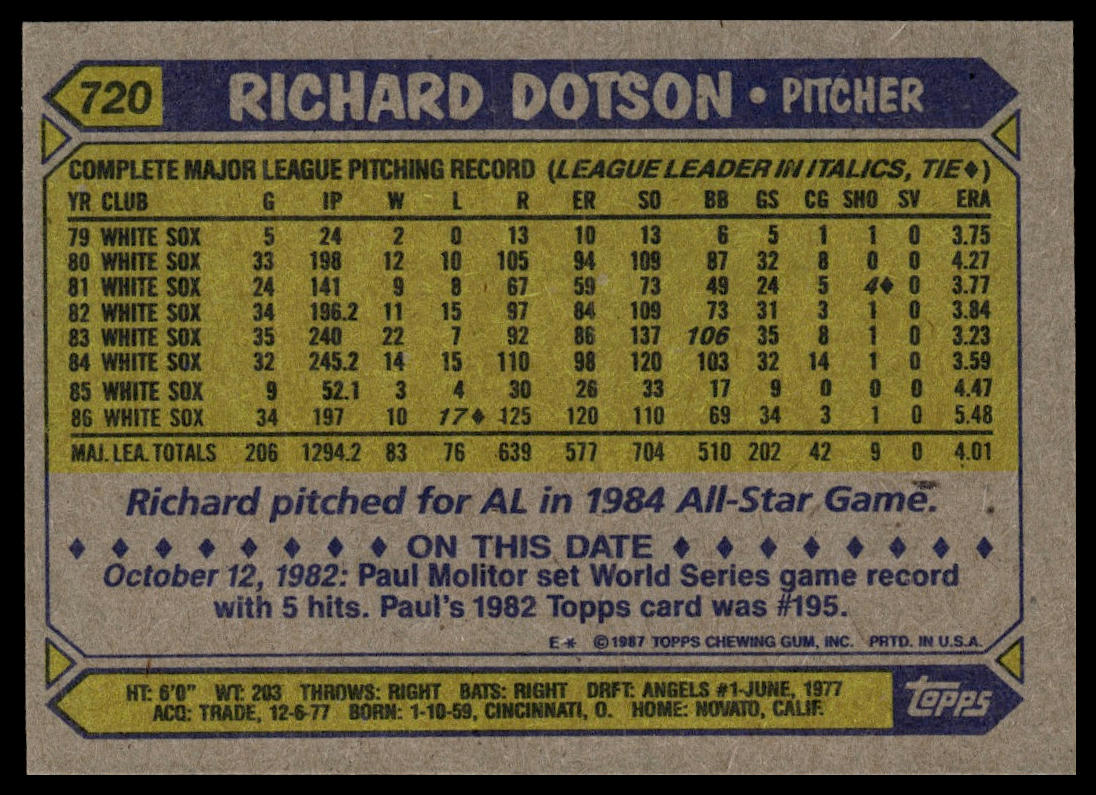 720 RICHARD DOTSON • PITCHER
COMPLETE MAJOR LEAGUE PITCHING RECORD (LEAGUE LEADER IN ITALICS, TIE♦)
YR CLUB G IP W L R ER SO BB GS CG SHO SV ERA
79 WHITE SOX 5 24 2 0 13 10 13 6 5 1 1 0 3.75
80 WHITE SOX 33 198 12 10 105 94 109 87 32 8 0 0 4.27
81 WHITE SOX 24 141 9 8 67 59 73 49 24 5 4♦ 0 3.77
82 WHITE SOX 34 196.2 11 15 97 84 109 73 31 3 1 0 3.84
83 WHITE SOX 35 240 22 7 92 86 137 106 35 8 1 0 3.23
84 WHITE SOX 32 245.2 14 15 110 98 120 103 32 14 1 0 3.59
85 WHITE SOX 9 52.1 3 4 30 26 33 17 9 0 0 0 4.47
86 WHITE SOX 34 197 10 17♦ 125 120 110 69 34 3 1 0 5.48
MAJ. LEA. TOTALS 206 1294.2 83 76 639 577 704 510 202 42 9 0 4.01
Richard pitched for AL in 1984 All-Star Game.
♦ ♦ ♦ ♦ ♦ ♦ ♦ ♦ ON THIS DATE ♦ ♦ ♦ ♦ ♦ ♦ ♦ ♦
October 12, 1982: Paul Molitor set World Series game record
with 5 hits. Paul's 1982 Topps card was #195.
E* ©1987 TOPPS CHEWING GUM, INC. PRTD. IN U.S.A.
HT: 6'0" WT: 203 THROWS: RIGHT BATS: RIGHT DRFT: ANGELS #1-JUNE, 1977
ACQ: TRADE, 12-6-77 BORN: 1-10-59, CINCINNATI, O. HOME: NOVATO, CALIF.
topps